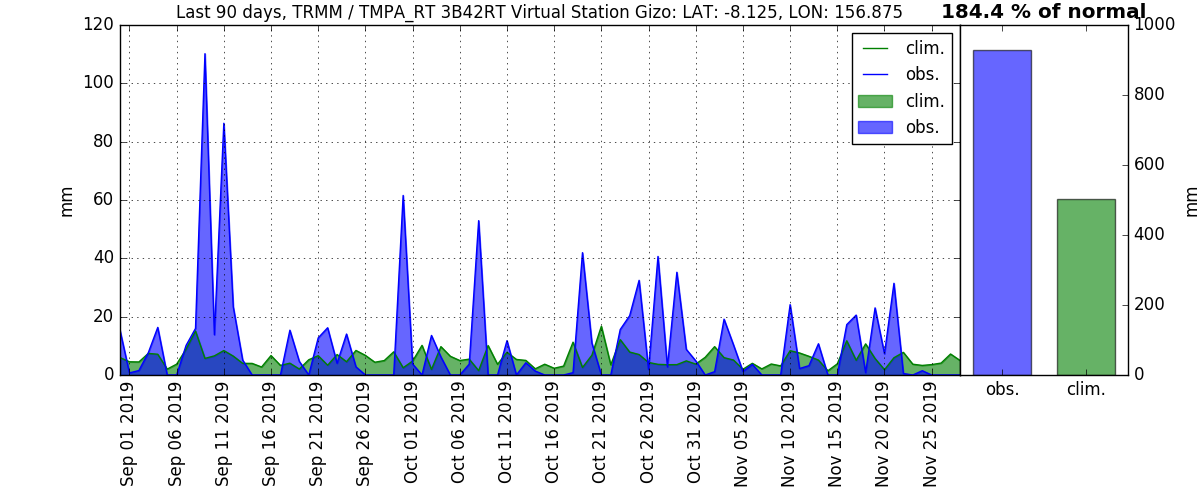 Last 90 days, TRMM / TMPA_RT 3B42RT Virtual Station Gizo: LAT: -8.125, LON: 156.875
184.4 % of normal
120
100
80
60
40
20
0
mm
clim.
obs.
clim.
obs.
1000
800
600
400
200
0
mm
obs.
clim.
Sep 01 2019
Sep 06 2019
Sep 11 2019
Sep 16 2019
Sep 21 2019
Sep 26 2019
Oct 01 2019
Oct 06 2019
Oct 11 2019
Oct 16 2019
Oct 21 2019
Oct 26 2019
Oct 31 2019
Nov 05 2019
Nov 10 2019
Nov 15 2019
Nov 20 2019
Nov 25 2019